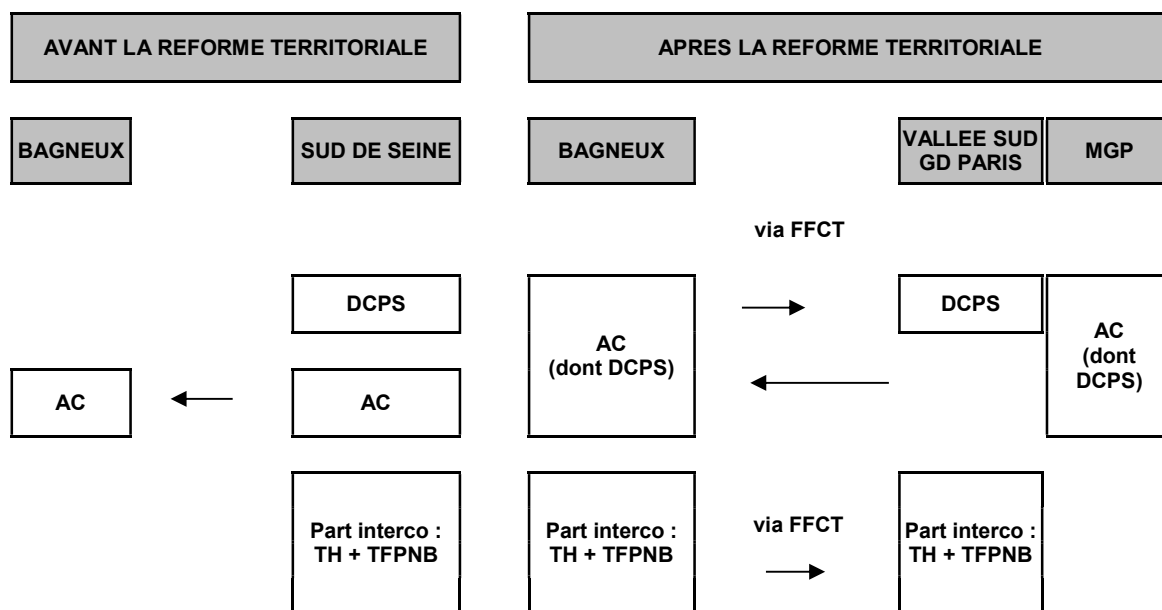 AVANT LA REFORME TERRITORIALE
APRES LA REFORME TERRITORIALE
BAGNEUX
SUD DE SEINE
BAGNEUX
VALLEE SUD
GD PARIS
MGP
via FFCT
DCPS
AC
(dont DCPS)
DCPS
AC
(dont
DCPS)
AC
AC
Part interco :
TH + TFPNB
Part interco :
TH + TFPNB
via FFCT
Part interco :
TH + TFPNB